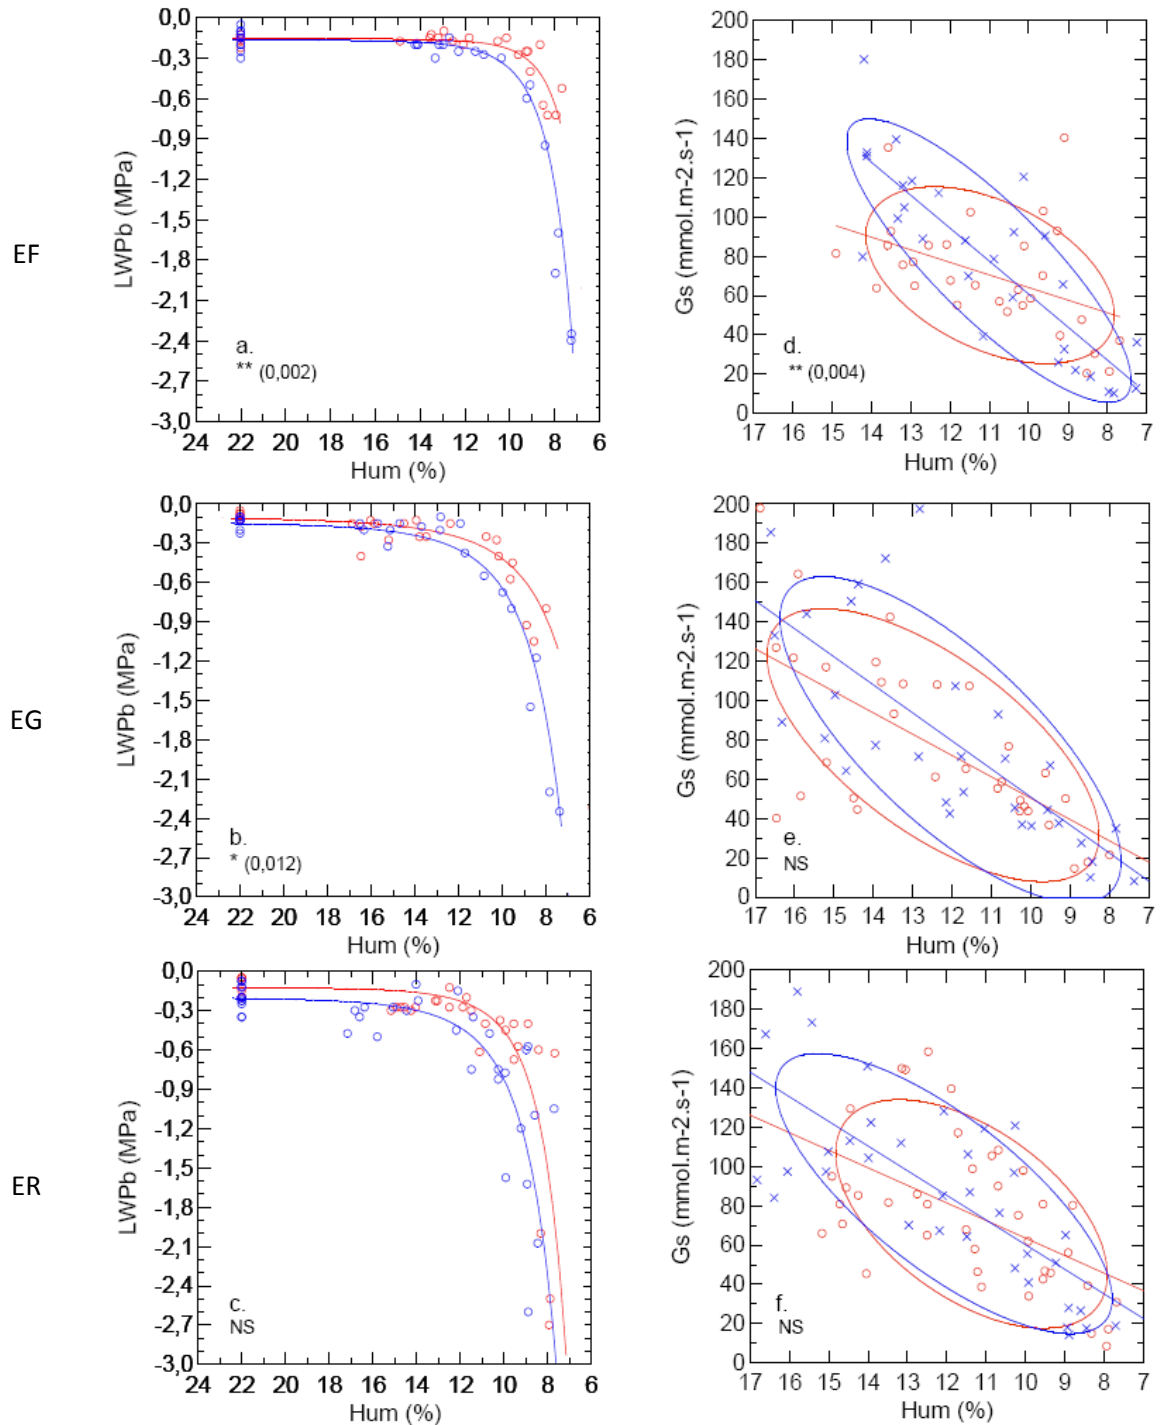 EF
LWPb (MPa)
0,0
-0,3
-0,6
-0,9
-1,2
-1,5
-1,8
-2,1
-2,4
-2,7
-3,0
a.
** (0,002)
24 22 20 18 16 14 12 10 8 6
Hum (%)
Gs (mmol.m-2.s-1)
200
180
160
140
120
100
80
60
40
20
0
d.
** (0,004)
17 16 15 14 13 12 11 10 9 8 7
Hum (%)
EG
LWPb (MPa)
0,0
-0,3
-0,6
-0,9
-1,2
-1,5
-1,8
-2,1
-2,4
-2,7
-3,0
b.
* (0,012)
24 22 20 18 16 14 12 10 8 6
Hum (%)
Gs (mmol.m-2.s-1)
200
180
160
140
120
100
80
60
40
20
0
e.
NS
17 16 15 14 13 12 11 10 9 8 7
Hum (%)
ER
LWPb (MPa)
0,0
-0,3
-0,6
-0,9
-1,2
-1,5
-1,8
-2,1
-2,4
-2,7
-3,0
c.
NS
24 22 20 18 16 14 12 10 8 6
Hum (%)
Gs (mmol.m-2.s-1)
200
180
160
140
120
100
80
60
40
20
0
f.
NS
17 16 15 14 13 12 11 10 9 8 7
Hum (%)